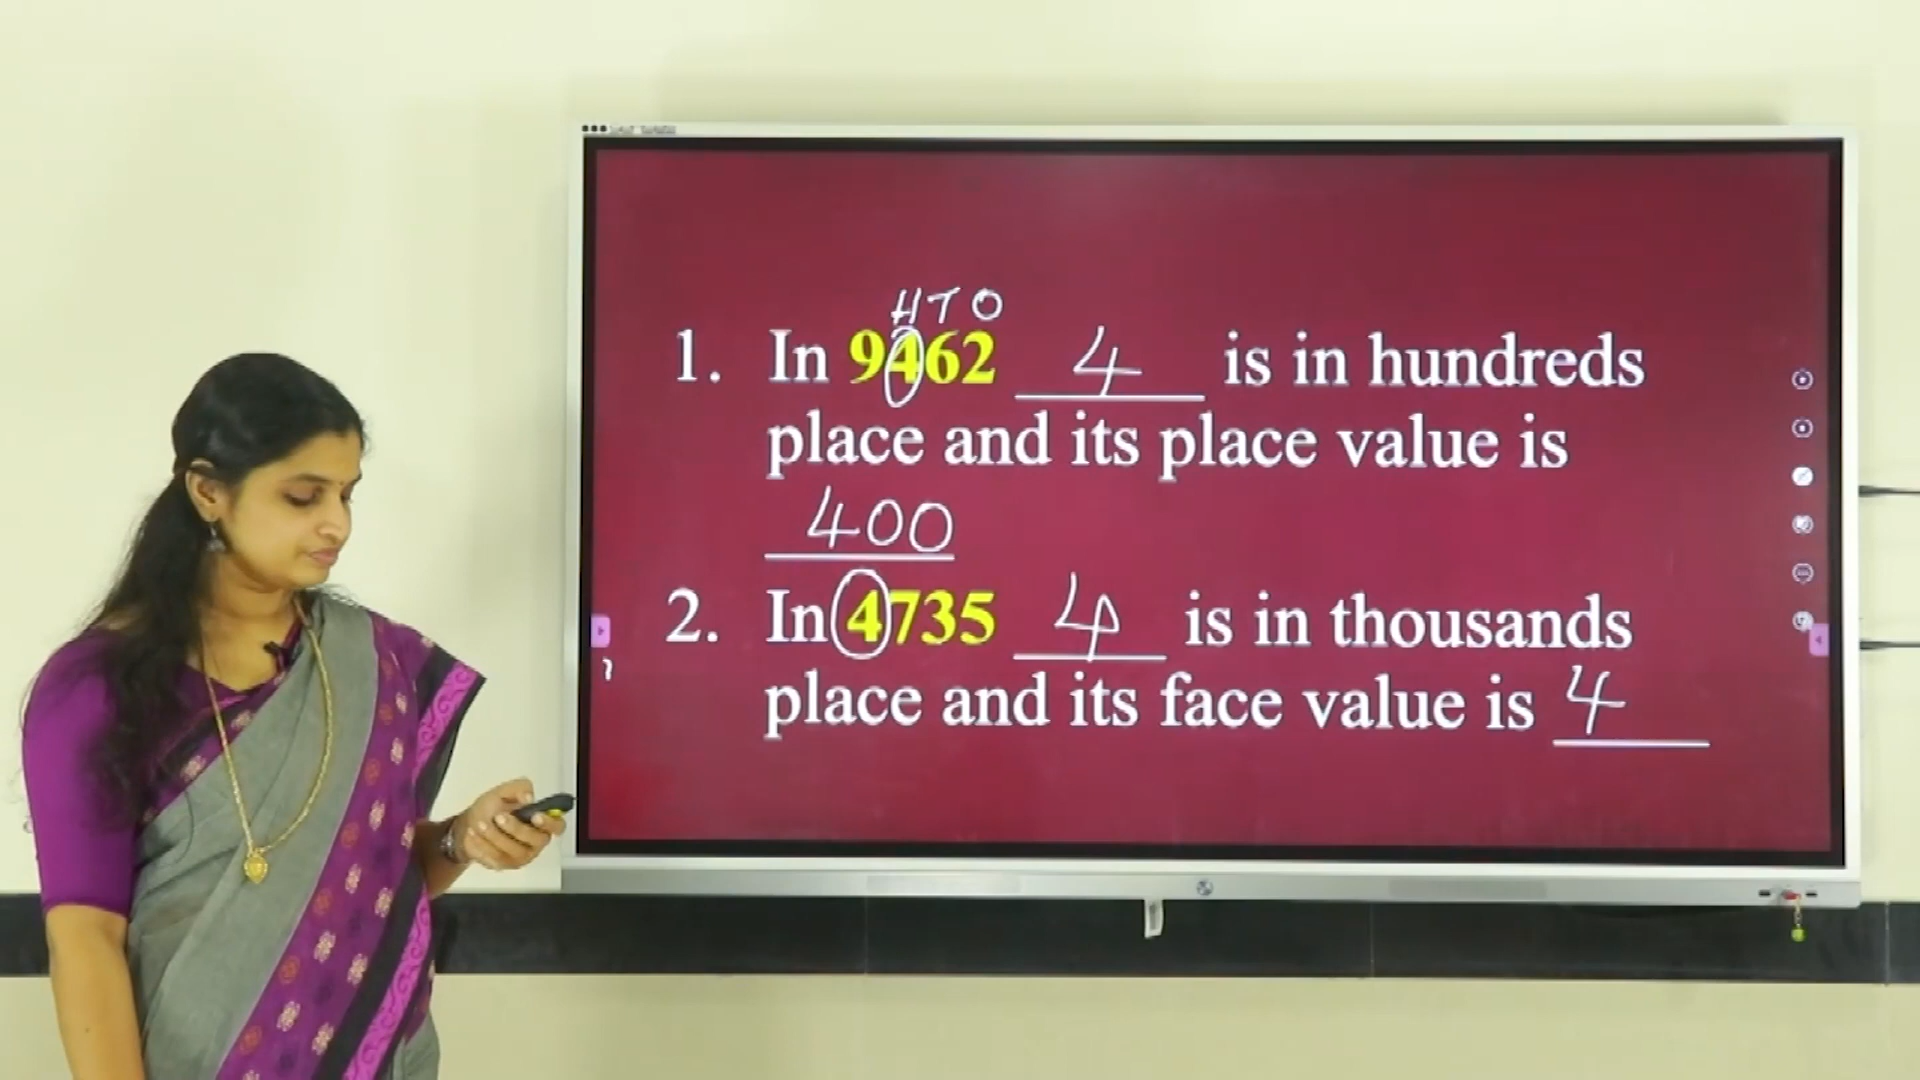 H T O
1. In 9462 4 is in hundreds
place and its place value is
400
2. In 4735 4 is in thousands
place and its face value is 4